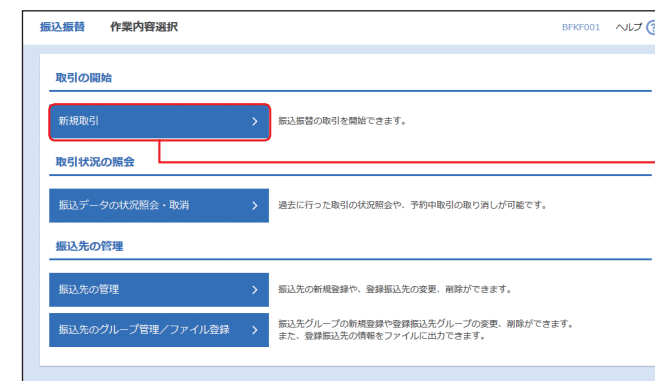 振込振替 作業内容選択 BFKF001 ヘルプ ?
取引の開始
新規取引 > 振込振替の取引を開始できます。
取引状況の照会
振込データの状況照会・取消 > 過去に行った取引の状況照会や、予約中取引の取り消しが可能です。
振込先の管理
振込先の管理 > 振込先の新規登録や、登録振込先の変更、削除ができます。
振込先のグループ管理／ファイル登録 > 振込先グループの新規登録や登録振込先グループの変更、削除ができます。
また、登録振込先の情報をファイルに出力できます。